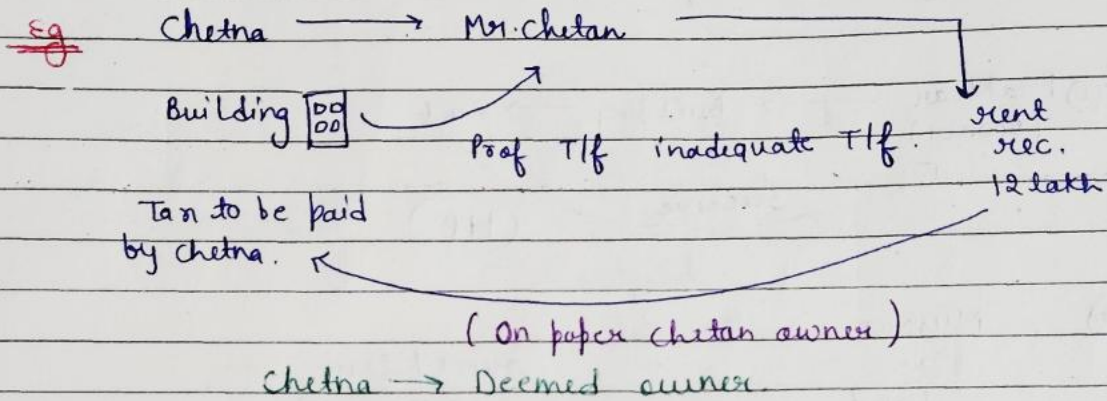 Eg Chetna → Mr. Chetan
Building
Prof T/f inadequate T/f.
rent
rec.
12 lakh
Tax to be paid
by Chetna.
(On paper Chetan owner)
Chetna → Deemed owner.